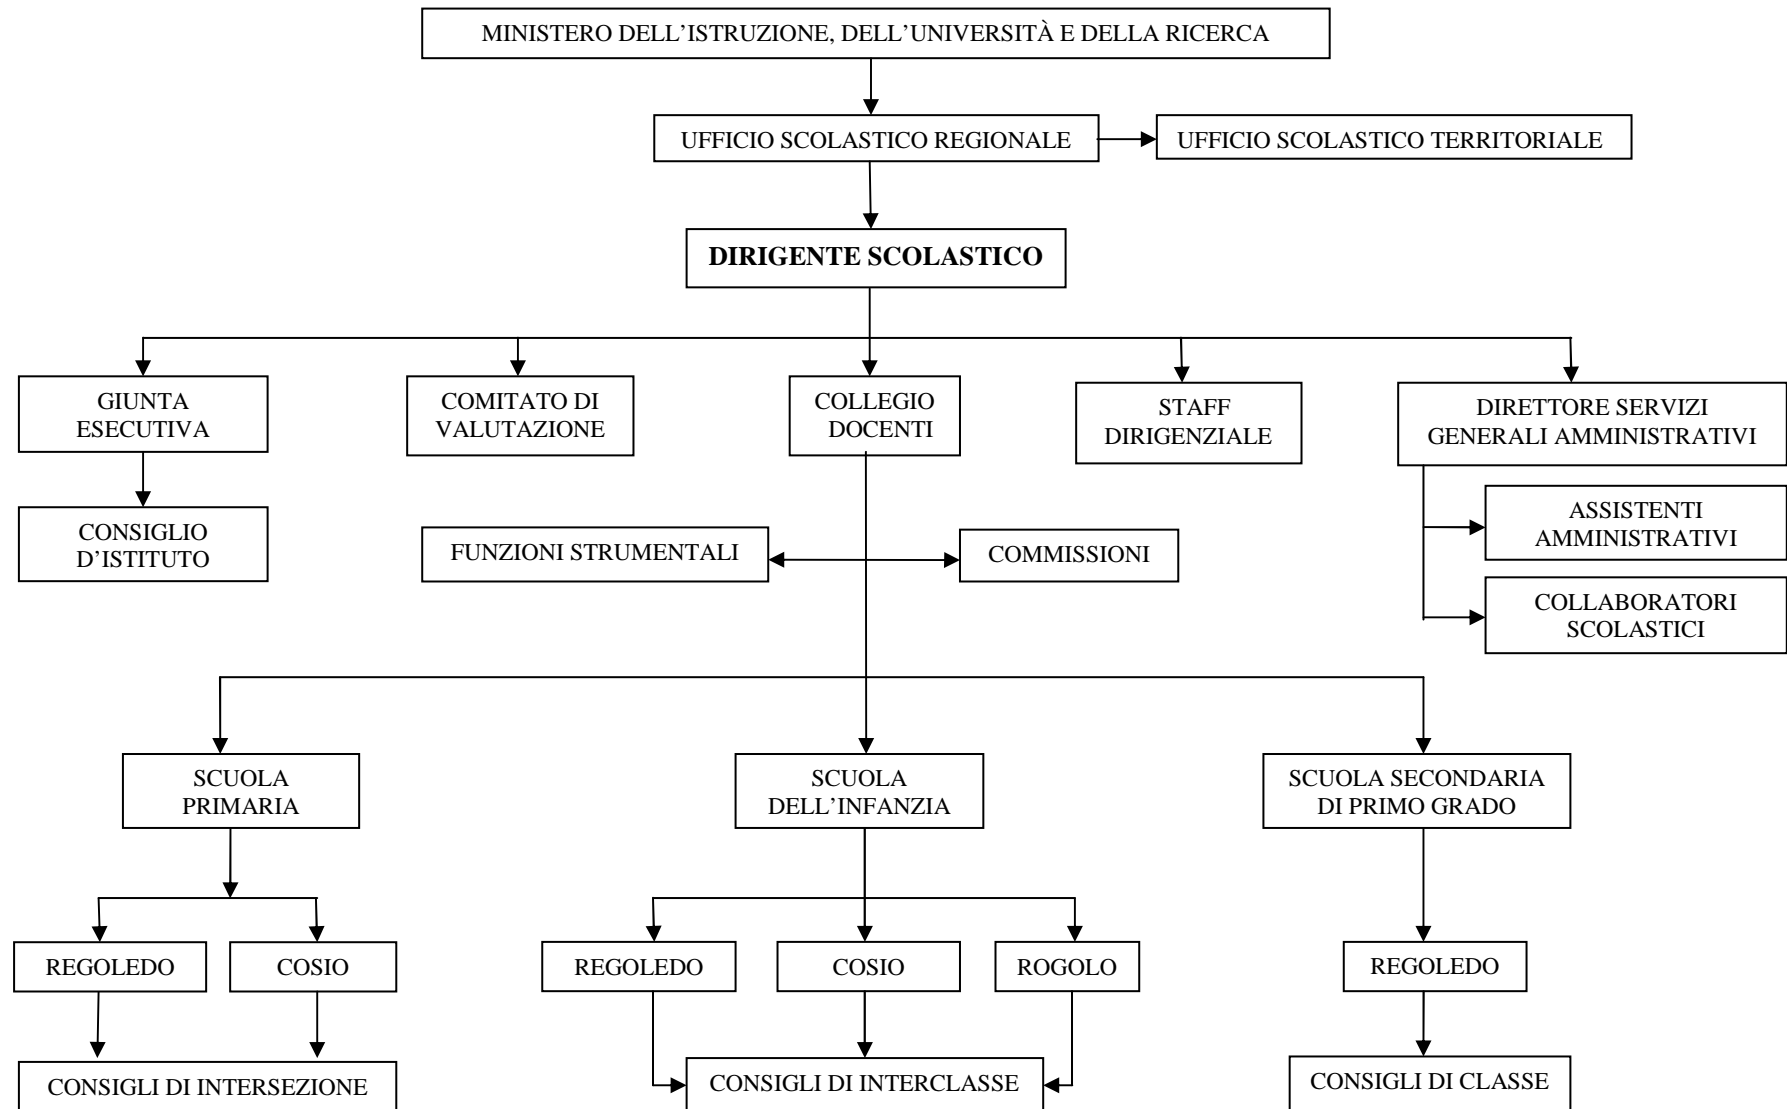 MINISTERO DELL’ISTRUZIONE, DELL’UNIVERSITÀ E DELLA RICERCA
UFFICIO SCOLASTICO REGIONALE
UFFICIO SCOLASTICO TERRITORIALE
DIRIGENTE SCOLASTICO
GIUNTA
ESECUTIVA
COMITATO DI
VALUTAZIONE
COLLEGIO
DOCENTI
STAFF
DIRIGENZIALE
DIRETTORE SERVIZI
GENERALI AMMINISTRATIVI
CONSIGLIO
D’ISTITUTO
FUNZIONI STRUMENTALI
COMMISSIONI
ASSISTENTI
AMMINISTRATIVI
COLLABORATORI
SCOLASTICI
SCUOLA
PRIMARIA
SCUOLA
DELL’INFANZIA
SCUOLA SECONDARIA
DI PRIMO GRADO
REGOLEDO
COSIO
REGOLEDO
COSIO
ROGOLO
REGOLEDO
CONSIGLI DI INTERSEZIONE
CONSIGLI DI INTERCLASSE
CONSIGLI DI CLASSE